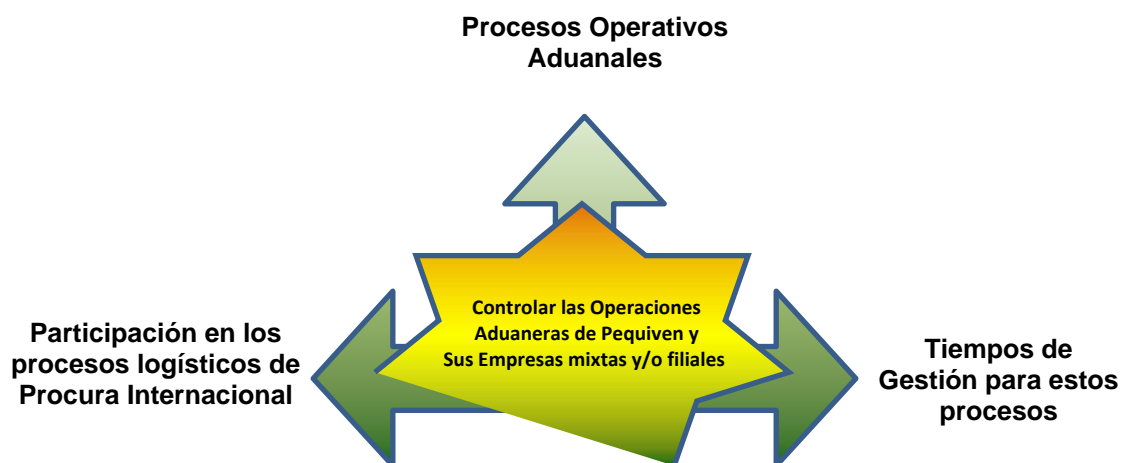 Procesos Operativos
Aduanales
Controlar las Operaciones
Aduaneras de Pequiven y
Sus Empresas mixtas y/o filiales
Participación en los
procesos logísticos de
Procura Internacional
Tiempos de
Gestión para estos
procesos